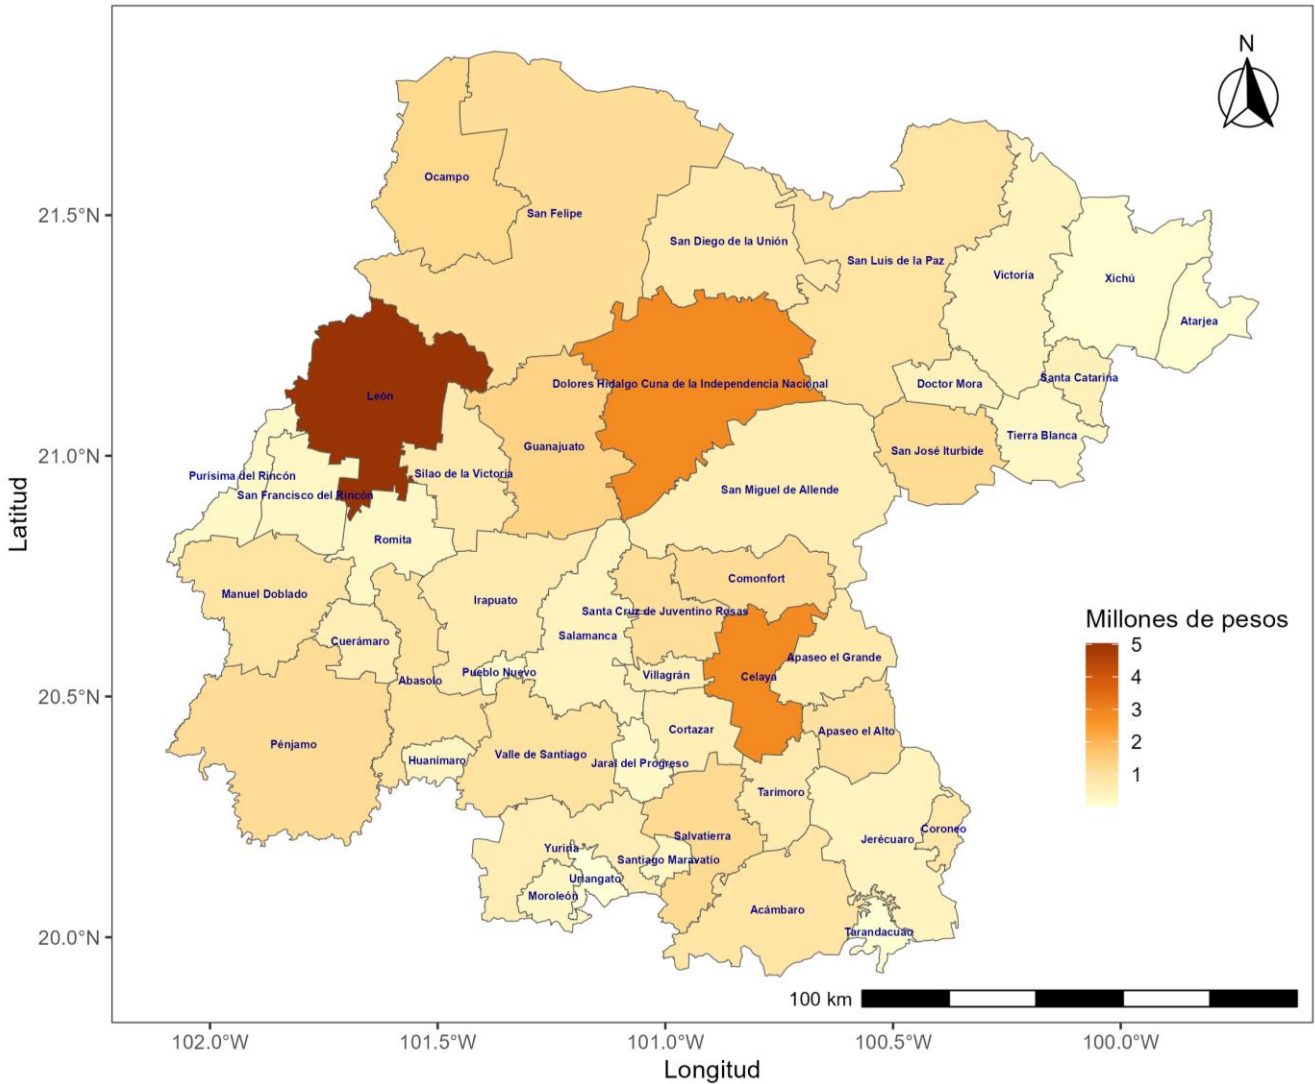 N
Ocampo
San Felipe
San Diego de la Unión
San Luis de la Paz
Victoria
Xichú
Atarjea
Dolores Hidalgo Cuna de la Independencia Nacional
Doctor Mora
Santa Catarina
León
Guanajuato
San José Iturbide
Tierra Blanca
Purísima del Rincón
Silao de la Victoria
San Francisco del Rincón
San Miguel de Allende
Romita
Manuel Doblado
Irapuato
Comonfort
Santa Cruz de Juventino Rosas
Cuerámaro
Salamanca
Apaseo el Grande
Abasolo
Pueblo Nuevo
Villagrán
Celaya
Pénjamo
Cortazar
Apaseo el Alto
Huanímaro
Valle de Santiago
Jaral del Progreso
Tarimoro
Salvatierra
Jerécuaro
Coroneo
Yuriria
Santiago Maravatío
Uriangato
Moroleón
Acámbaro
Tarandacuao
Millones de pesos
5
4
3
2
1
100 km
21.5°N
21.0°N
20.5°N
20.0°N
Latitud
102.0°W
101.5°W
101.0°W
100.5°W
100.0°W
Longitud